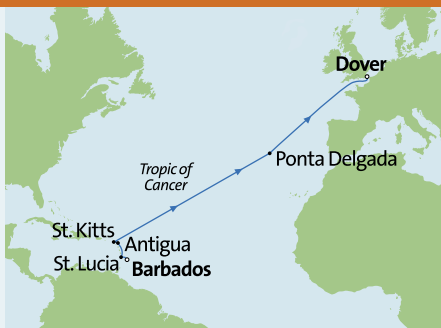 Dover
Ponta Delgada
Tropic of
Cancer
St. Kitts
Antigua
St. Lucia
Barbados